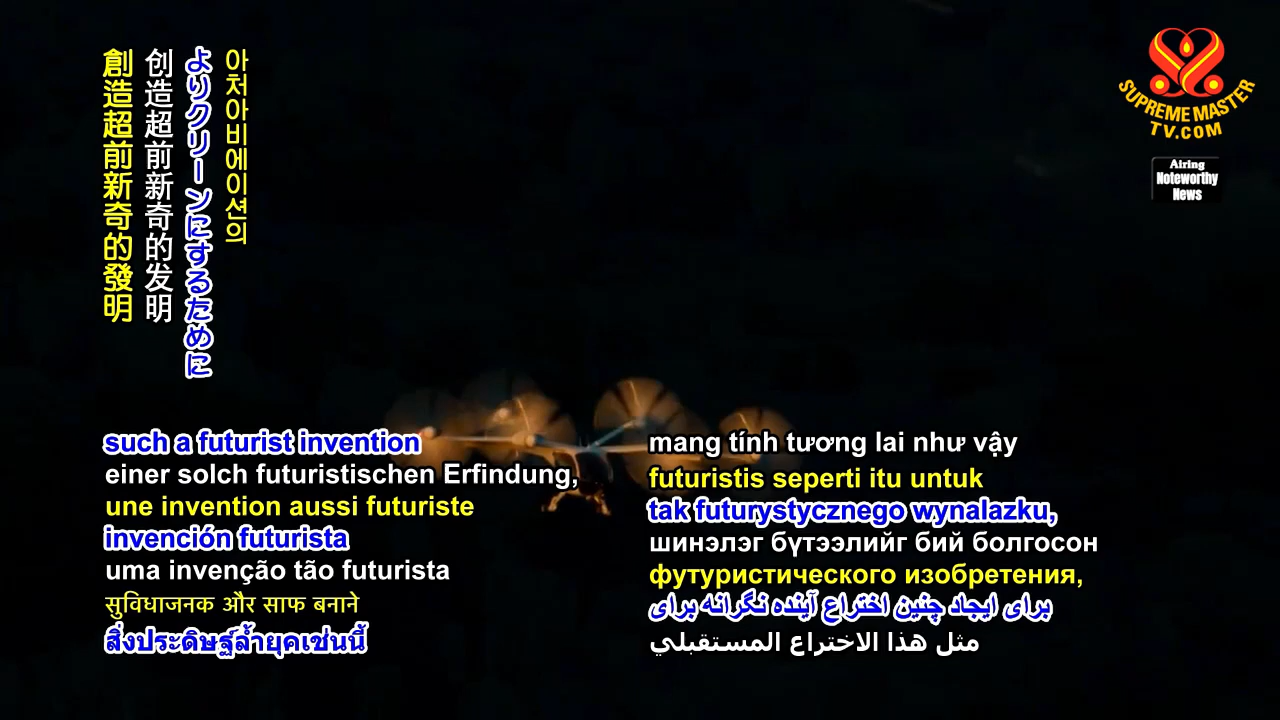 아처아비에이션의
よりクリーンにするために
创造超前新奇的发明
創造超前新奇的發明
SUPREME MASTER
TV.COM
Airing
Noteworthy
News
such a futurist invention
einer solch futuristischen Erfindung,
une invention aussi futuriste
invención futurista
uma invenção tão futurista
सुविधाजनक और साफ बनाने
สิ่งประดิษฐ์ล้ำยุคเช่นนี้
mang tính tương lai như vậy
futuristis seperti itu untuk
tak futurystycznego wynalazku,
шинэлэг бүтээлийг бий болгосон
футуристического изобретения,
برای ایجاد چنین اختراع آینده نگرانه برای
مثل هذا الاختراع المستقبلي